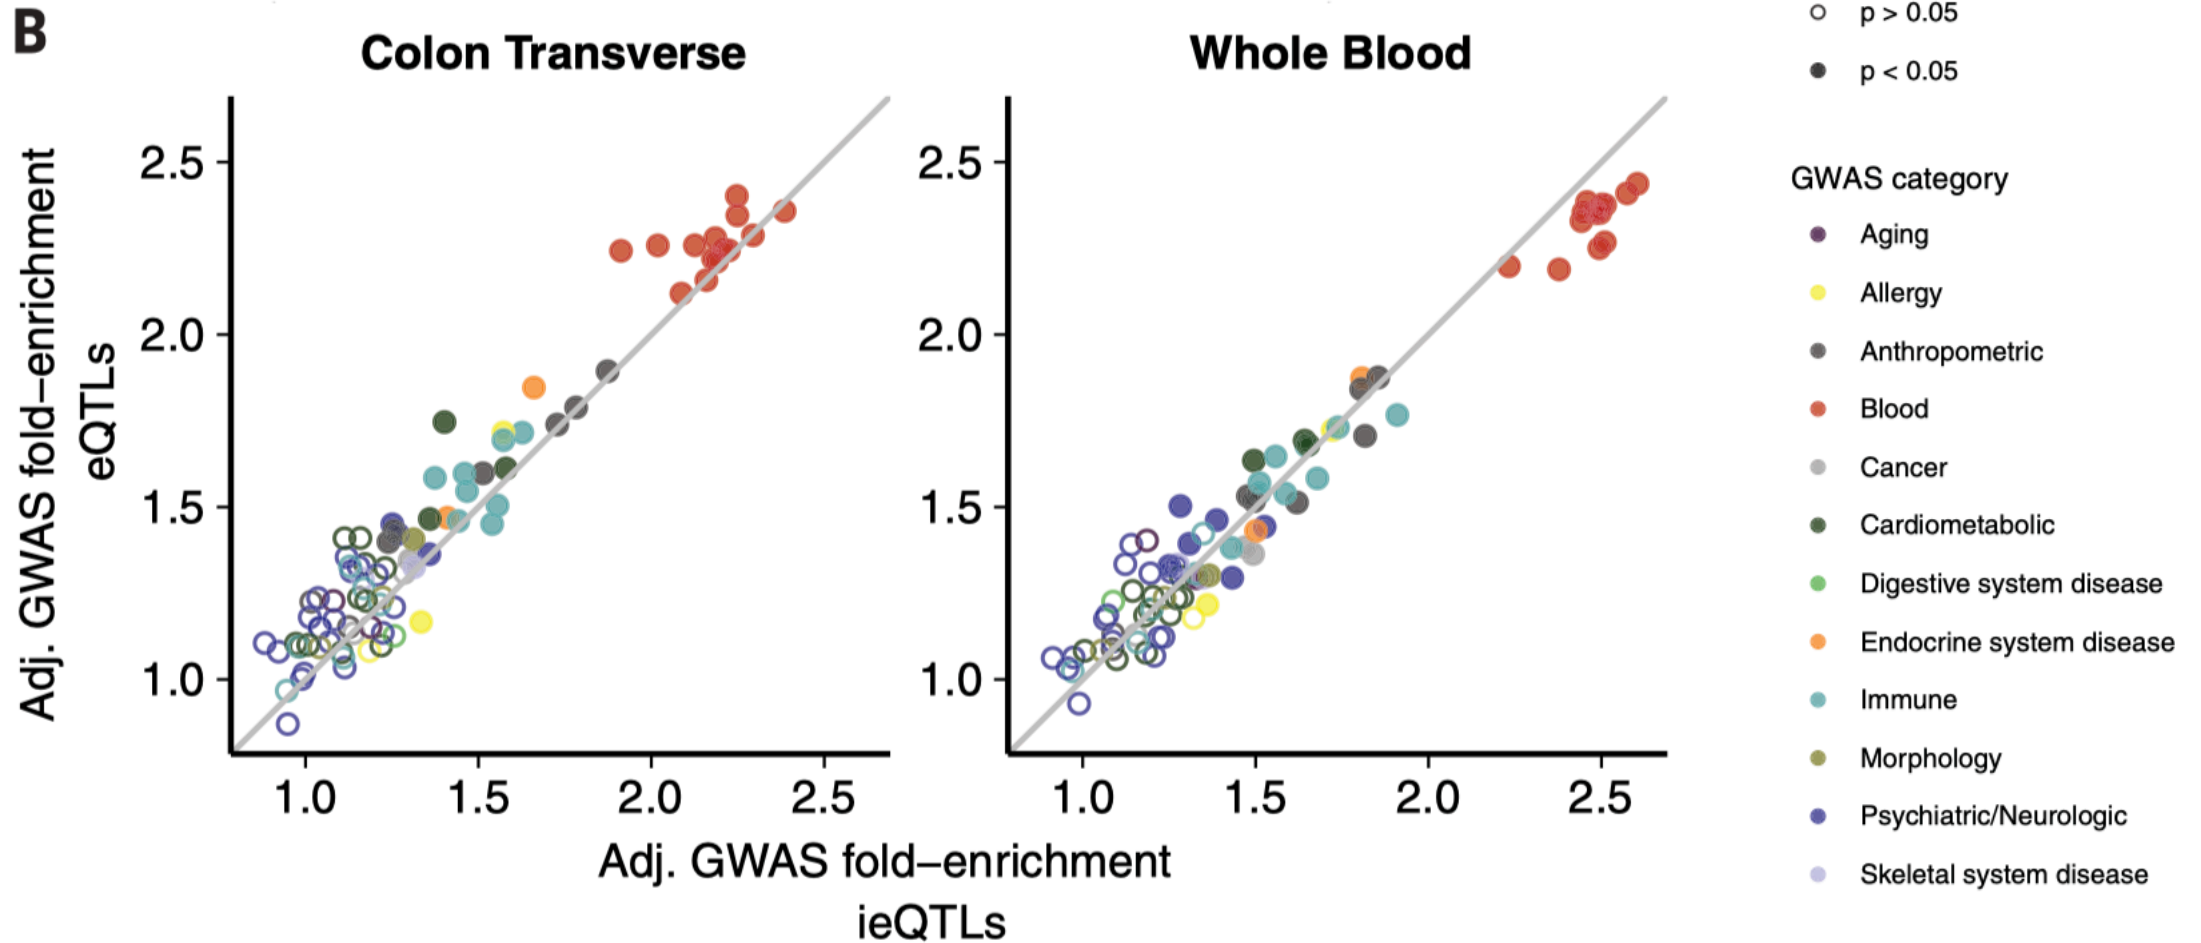 B
Colon Transverse
Whole Blood
p > 0.05
p < 0.05
Adj. GWAS fold–enrichment
eQTLs
2.5
2.0
1.5
1.0
1.0 1.5 2.0 2.5
2.5
2.0
1.5
1.0
1.0 1.5 2.0 2.5
Adj. GWAS fold–enrichment
ieQTLs
GWAS category
Aging
Allergy
Anthropometric
Blood
Cancer
Cardiometabolic
Digestive system disease
Endocrine system disease
Immune
Morphology
Psychiatric/Neurologic
Skeletal system disease